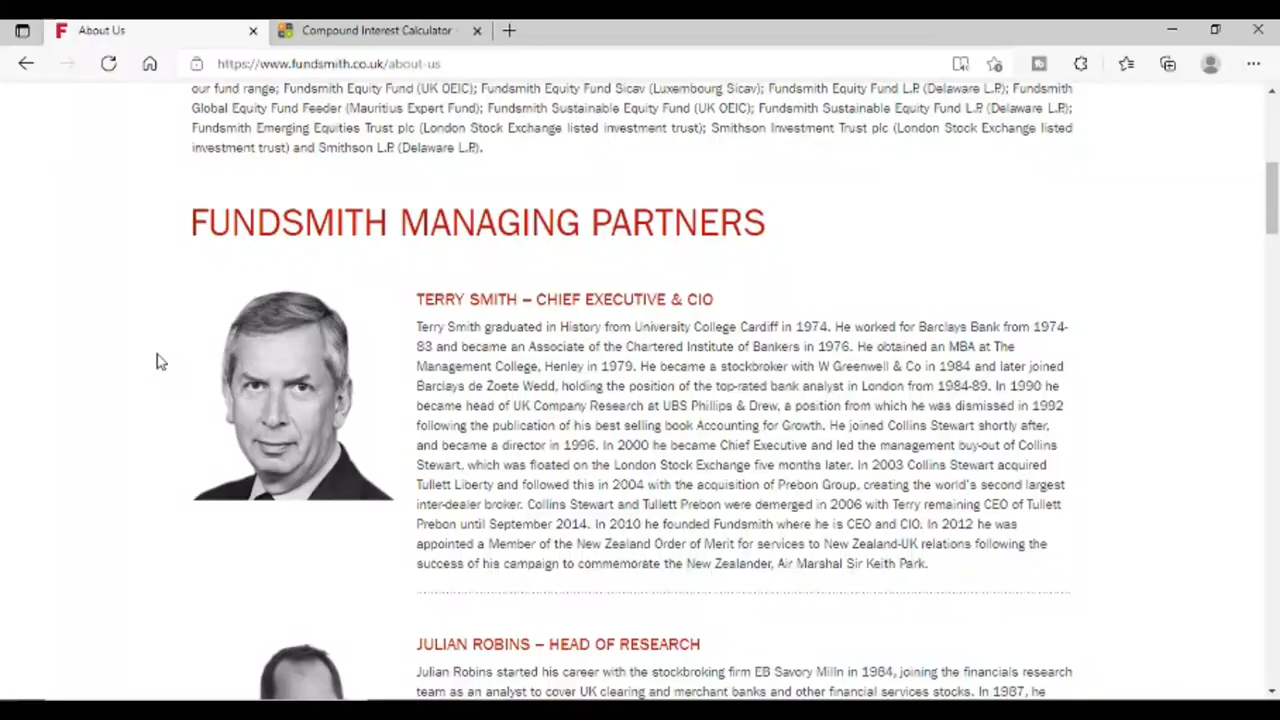 About Us
Compound Interest Calculator
https://www.fundsmith.co.uk/about-us
our fund range; Fundsmith Equity Fund (UK OEIC); Fundsmith Equity Fund Sicav (Luxembourg Sicav); Fundsmith Equity Fund L.P. (Delaware L.P.); Fundsmith
Global Equity Fund Feeder (Mauritius Expert Fund); Fundsmith Sustainable Equity Fund (UK OEIC); Fundsmith Sustainable Equity Fund L.P. (Delaware L.P.);
Fundsmith Emerging Equities Trust plc (London Stock Exchange listed investment trust); Smithson Investment Trust plc (London Stock Exchange listed
investment trust) and Smithson L.P. (Delaware L.P.).
FUNDSMITH MANAGING PARTNERS
TERRY SMITH – CHIEF EXECUTIVE & CIO
Terry Smith graduated in History from University College Cardiff in 1974. He worked for Barclays Bank from 1974-
83 and became an Associate of the Chartered Institute of Bankers in 1976. He obtained an MBA at The
Management College, Henley in 1979. He became a stockbroker with W Greenwell & Co in 1984 and later joined
Barclays de Zoete Wedd, holding the position of the top-rated bank analyst in London from 1984-89. In 1990 he
became head of UK Company Research at UBS Phillips & Drew, a position from which he was dismissed in 1992
following the publication of his best selling book Accounting for Growth. He joined Collins Stewart shortly after,
and became a director in 1996. In 2000 he became Chief Executive and led the management buy-out of Collins
Stewart, which was floated on the London Stock Exchange five months later. In 2003 Collins Stewart acquired
Tullett Liberty and followed this in 2004 with the acquisition of Prebon Group, creating the world's second largest
inter-dealer broker. Collins Stewart and Tullett Prebon were demerged in 2006 with Terry remaining CEO of Tullett
Prebon until September 2014. In 2010 he founded Fundsmith where he is CEO and CIO. In 2012 he was
appointed a Member of the New Zealand Order of Merit for services to New Zealand-UK relations following the
success of his campaign to commemorate the New Zealander, Air Marshal Sir Keith Park.
JULIAN ROBINS – HEAD OF RESEARCH
Julian Robins started his career with the stockbroking firm EB Savory Milln in 1984, joining the financials research
team as an analyst to cover UK clearing and merchant banks and other financial services stocks. In 1987, he